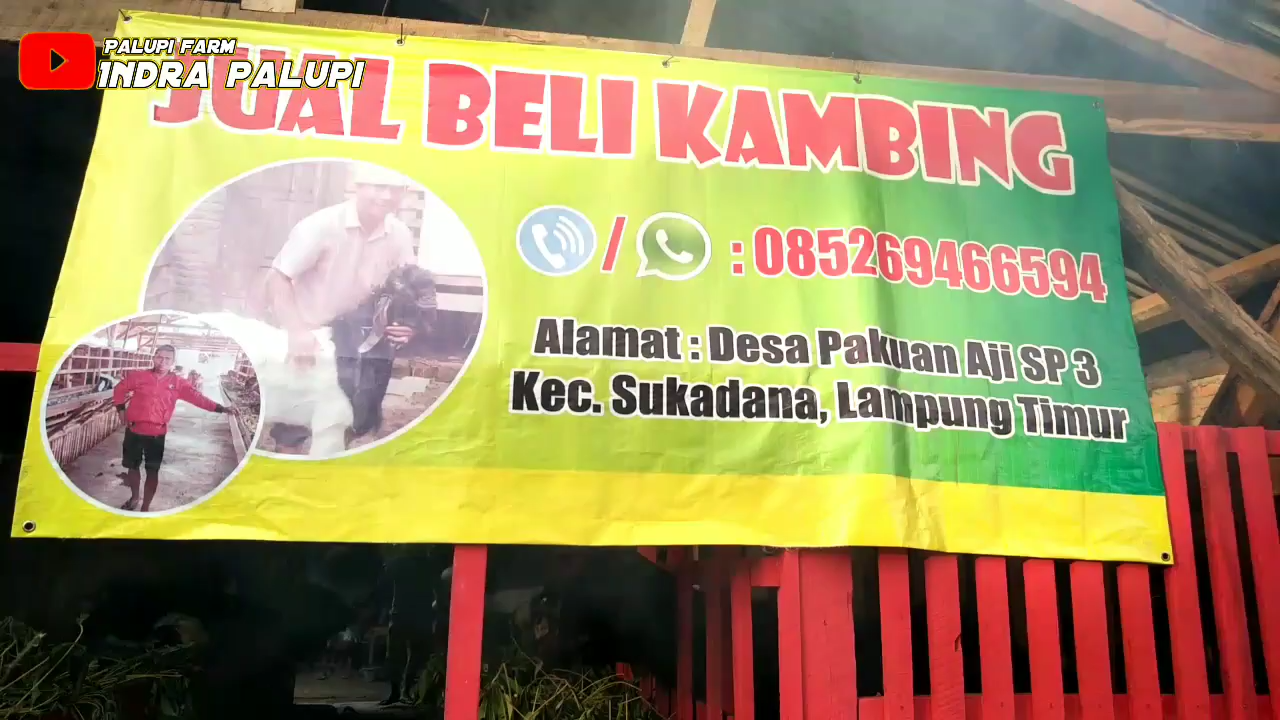 PALUPI FARM
INDRA PALUPI
JUAL BELI KAMBING
/ : 085269466594
Alamat : Desa Pakuan Aji SP 3
Kec. Sukadana, Lampung Timur